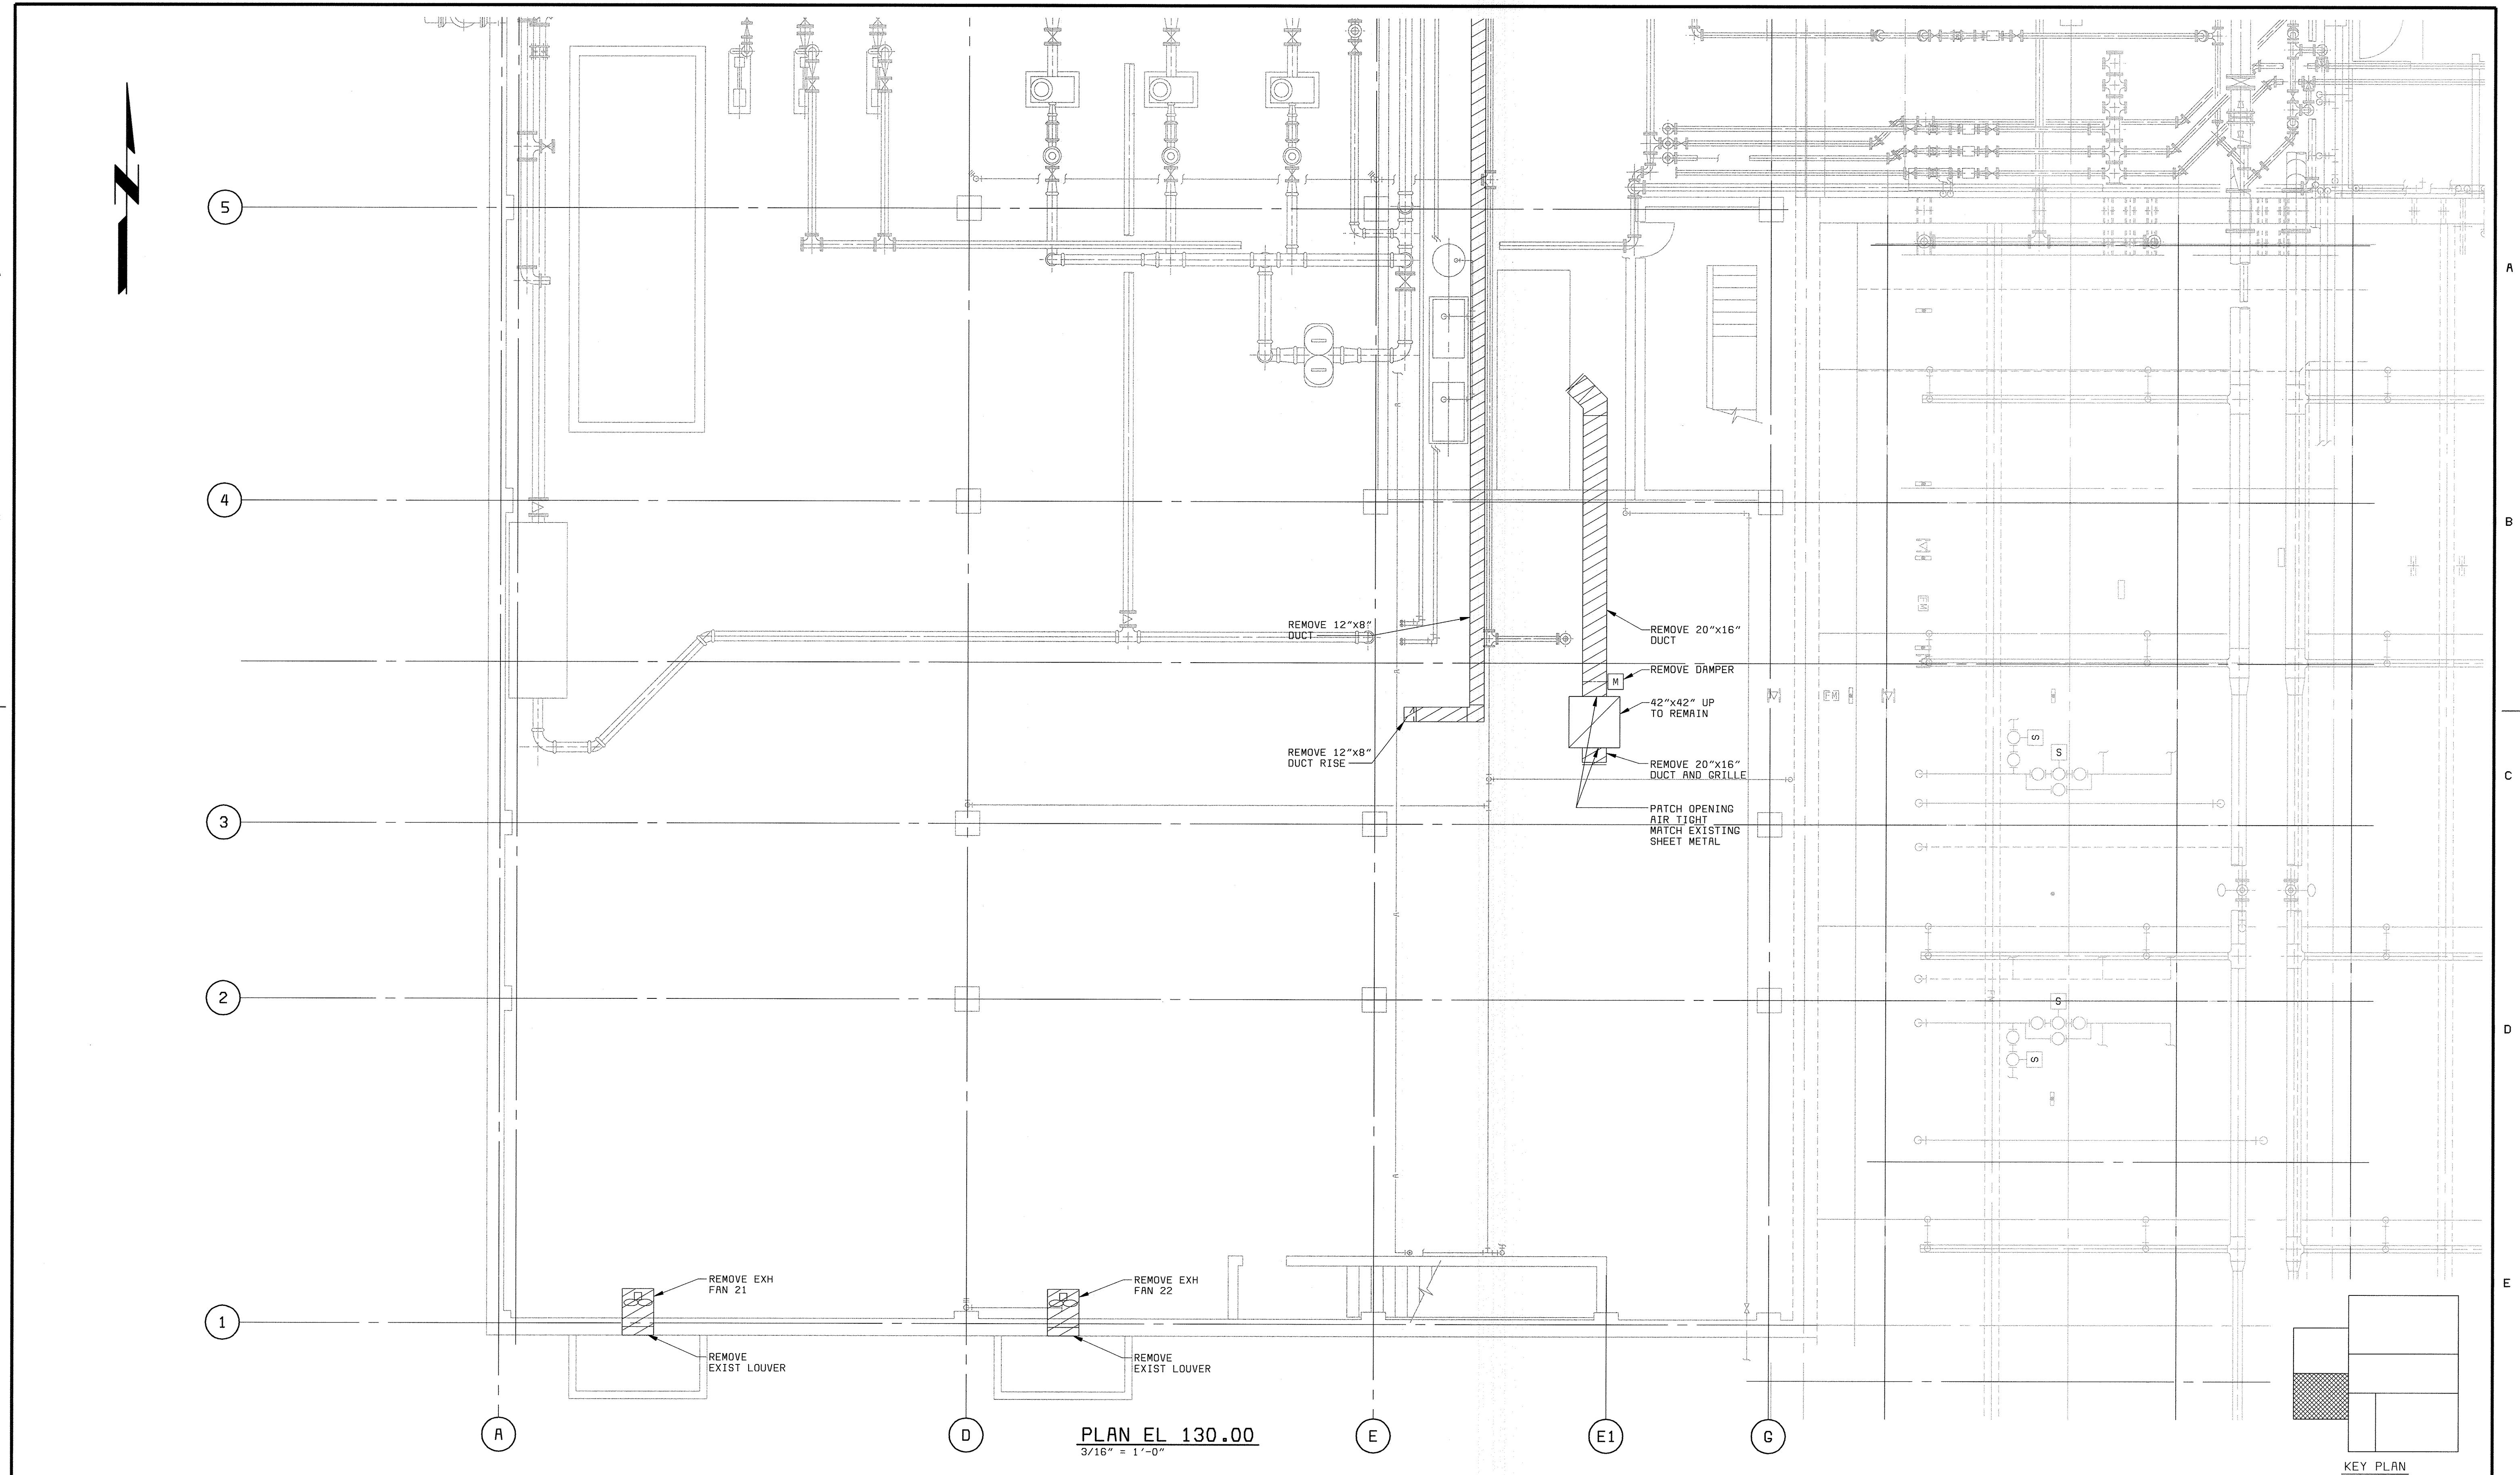 N
5
A
4
B
REMOVE 12"x8"
DUCT
REMOVE 20"x16"
DUCT
REMOVE DAMPER
M
42"x42" UP
TO REMAIN
FM
FM
REMOVE 12"x8"
DUCT RISE
REMOVE 20"x16"
DUCT AND GRILLE
S
S
C
PATCH OPENING
AIR TIGHT
MATCH EXISTING
SHEET METAL
3
2
S
S
D
REMOVE EXH
FAN 21
REMOVE EXH
FAN 22
E
1
REMOVE
EXIST LOUVER
REMOVE
EXIST LOUVER
A
D
E
E1
G
PLAN EL 130.00
3/16" = 1'-0"
KEY PLAN